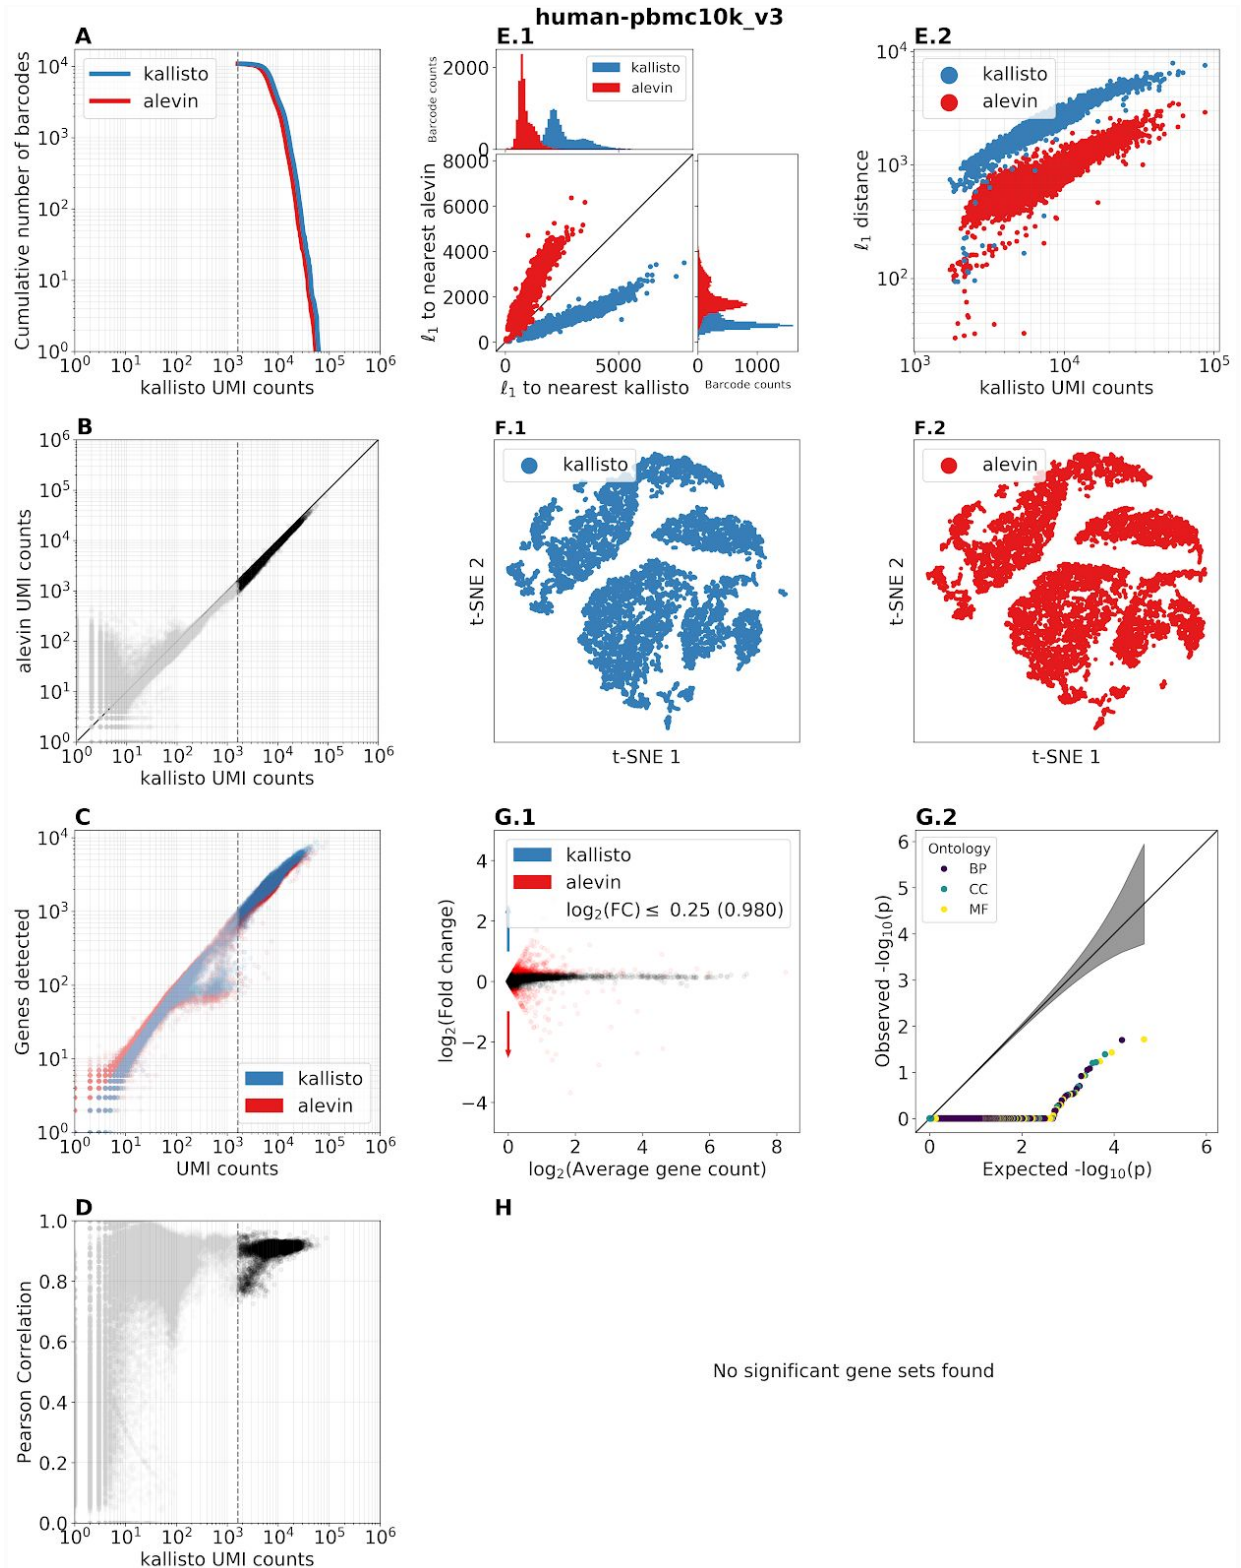 human-pbmc10k_v3
A
Cumulative number of barcodes
10⁴
10³
10²
10¹
10⁰
kallisto
alevin
10⁰ 10¹ 10² 10³ 10⁴ 10⁵ 10⁶
kallisto UMI counts
E.1
Barcode counts
2000
0
kallisto
alevin
ℓ₁ to nearest alevin
8000
6000
4000
2000
0
0 5000
ℓ₁ to nearest kallisto
0 1000
Barcode counts
E.2
ℓ₁ distance
10⁴
10³
10²
kallisto
alevin
10³ 10⁴ 10⁵
kallisto UMI counts
B
alevin UMI counts
10⁶
10⁵
10⁴
10³
10²
10¹
10⁰
10⁰ 10¹ 10² 10³ 10⁴ 10⁵ 10⁶
kallisto UMI counts
F.1
kallisto
t-SNE 2
t-SNE 1
F.2
alevin
t-SNE 2
t-SNE 1
C
Genes detected
10⁴
10³
10²
10¹
10⁰
kallisto
alevin
10⁰ 10¹ 10² 10³ 10⁴ 10⁵ 10⁶
UMI counts
G.1
log₂(Fold change)
4
2
0
−2
−4
kallisto
alevin
log₂(FC) ≤ 0.25 (0.980)
0 2 4 6 8
log₂(Average gene count)
G.2
Observed -log₁₀(p)
6
5
4
3
2
1
0
Ontology
BP
CC
MF
0 2 4 6
Expected -log₁₀(p)
D
Pearson Correlation
1.0
0.8
0.6
0.4
0.2
0.0
10⁰ 10¹ 10² 10³ 10⁴ 10⁵ 10⁶
kallisto UMI counts
H
No significant gene sets found